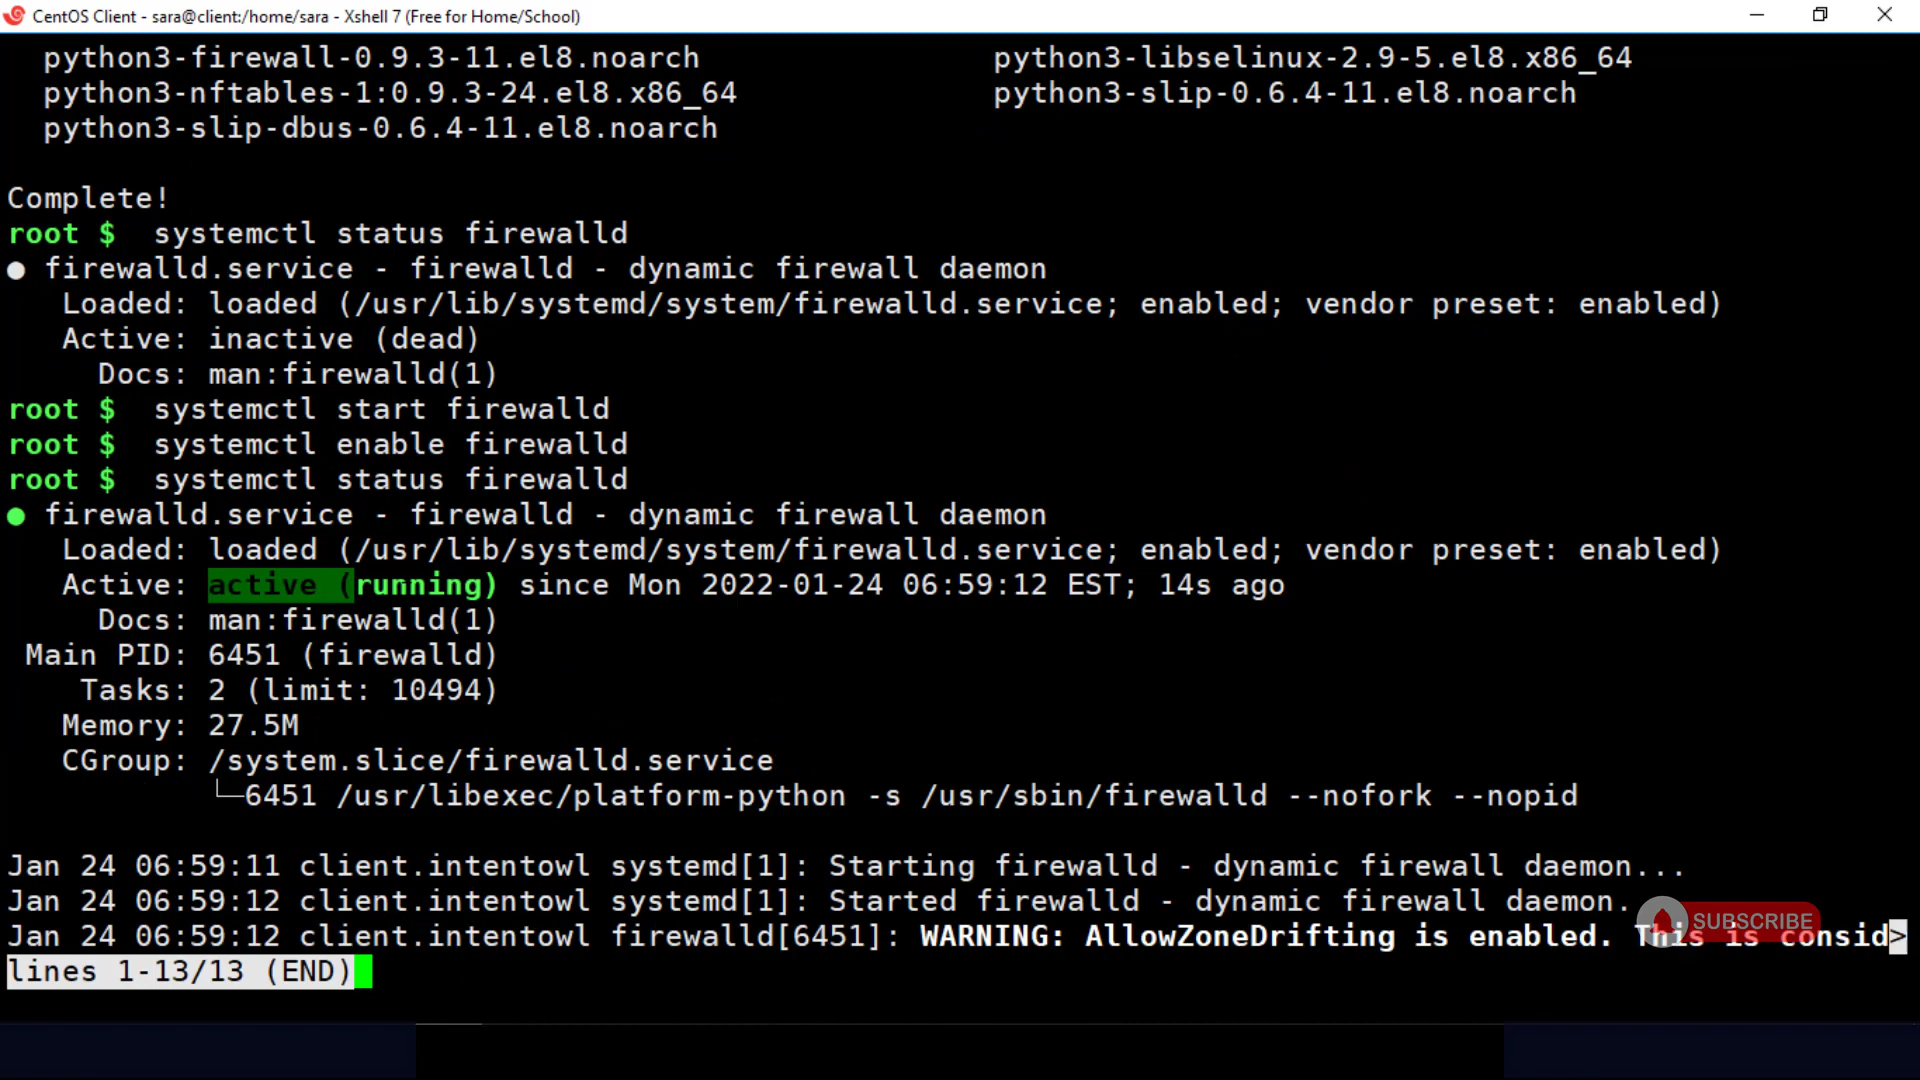 CentOS Client - sara@client:/home/sara - Xshell 7 (Free for Home/School)
python3-firewall-0.9.3-11.el8.noarch python3-libselinux-2.9-5.el8.x86_64
python3-nftables-1:0.9.3-24.el8.x86_64 python3-slip-0.6.4-11.el8.noarch
python3-slip-dbus-0.6.4-11.el8.noarch
Complete!
root $ systemctl status firewalld
● firewalld.service - firewalld - dynamic firewall daemon
Loaded: loaded (/usr/lib/systemd/system/firewalld.service; enabled; vendor preset: enabled)
Active: inactive (dead)
Docs: man:firewalld(1)
root $ systemctl start firewalld
root $ systemctl enable firewalld
root $ systemctl status firewalld
● firewalld.service - firewalld - dynamic firewall daemon
Loaded: loaded (/usr/lib/systemd/system/firewalld.service; enabled; vendor preset: enabled)
Active: active (running) since Mon 2022-01-24 06:59:12 EST; 14s ago
Docs: man:firewalld(1)
Main PID: 6451 (firewalld)
Tasks: 2 (limit: 10494)
Memory: 27.5M
CGroup: /system.slice/firewalld.service
└─6451 /usr/libexec/platform-python -s /usr/sbin/firewalld --nofork --nopid
Jan 24 06:59:11 client.intentowl systemd[1]: Starting firewalld - dynamic firewall daemon...
Jan 24 06:59:12 client.intentowl systemd[1]: Started firewalld - dynamic firewall daemon.
SUBSCRIBE
Jan 24 06:59:12 client.intentowl firewalld[6451]: WARNING: AllowZoneDrifting is enabled. This is consid>
lines 1-13/13 (END)